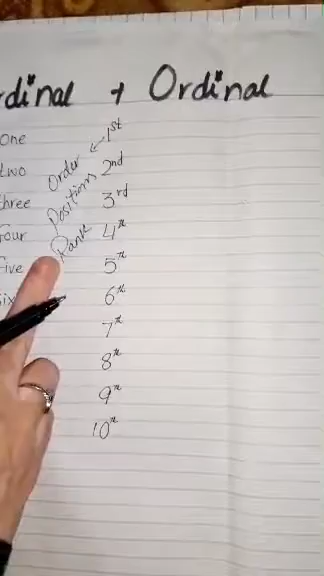 rdinal + Ordinal
One
two
three
Four
Five
Six
Order
Positions
Rank
1st
2nd
3rd
4th
5th
6th
7th
8th
9th
10th